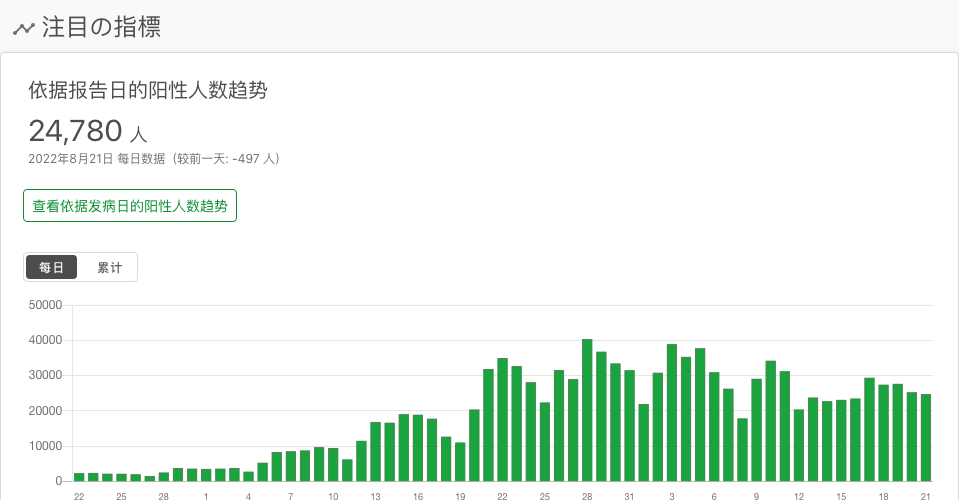 注目の指標
依据报告日的阳性人数趋势
24,780 人
2022年8月21日 每日数据（较前一天: -497 人）
查看依据发病日的阳性人数趋势
每日 累计
50000
40000
30000
20000
10000
0
22 25 28 1 4 7 10 13 16 19 22 25 28 31 3 6 9 12 15 18 21